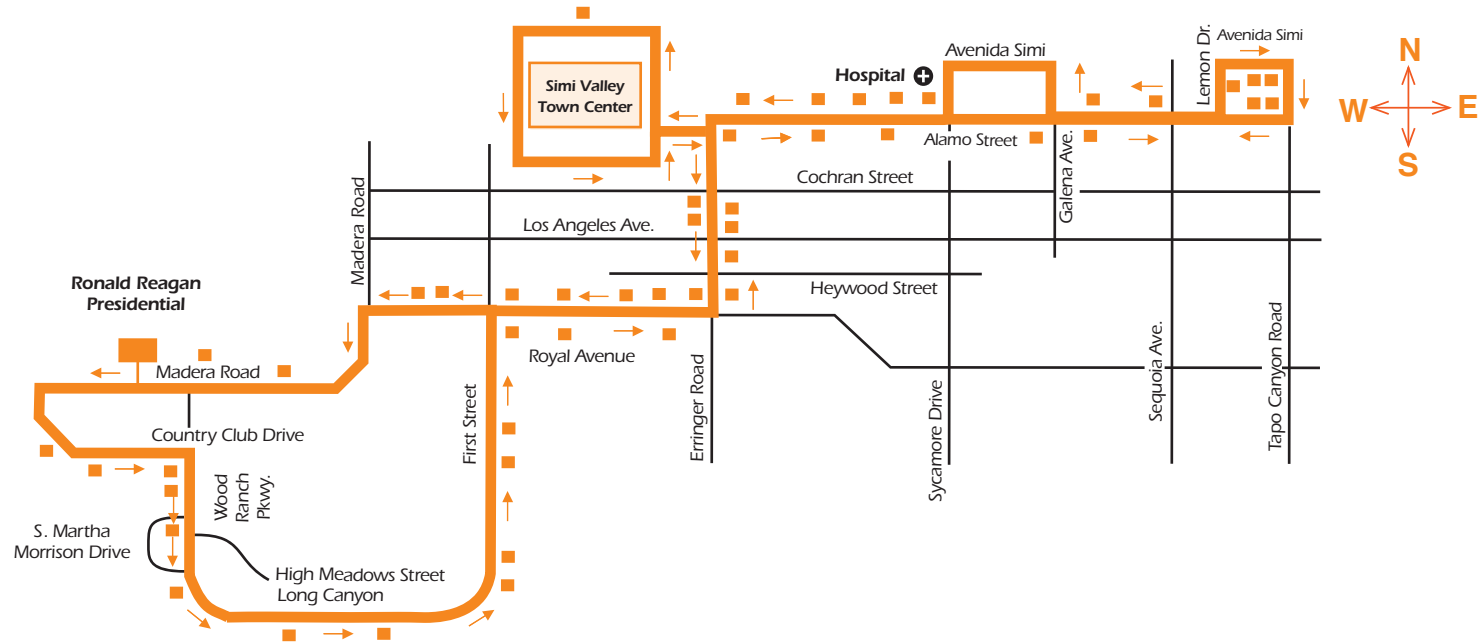 Avenida Simi
Lemon Dr.
Avenida Simi
N
W
E
S
Hospital
Simi Valley
Town Center
Alamo Street
Galena Ave.
Cochran Street
Madera Road
Los Angeles Ave.
Heywood Street
Ronald Reagan
Presidential
Madera Road
Royal Avenue
Erringer Road
Sycamore Drive
Sequoia Ave.
Tapo Canyon Road
First Street
Country Club Drive
Wood
Ranch
Pkwy.
S. Martha
Morrison Drive
High Meadows Street
Long Canyon